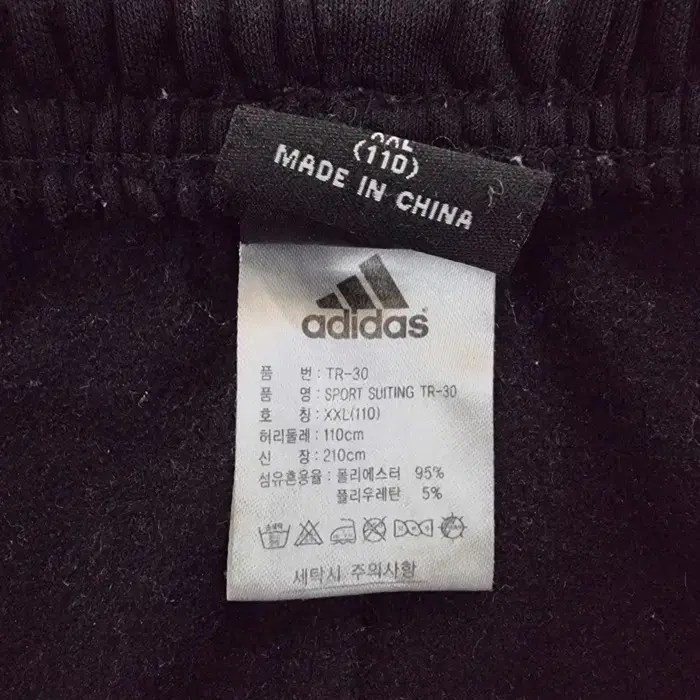 XXL
(110)
MADE IN CHINA
adidas®
품 번 : TR-30
품 명 : SPORT SUITING TR-30
호 칭 : XXL(110)
허리둘레 : 110cm
신 장 : 210cm
섬유혼용율 : 폴리에스터 95%
플리우레탄 5%
세탁시 주의사항